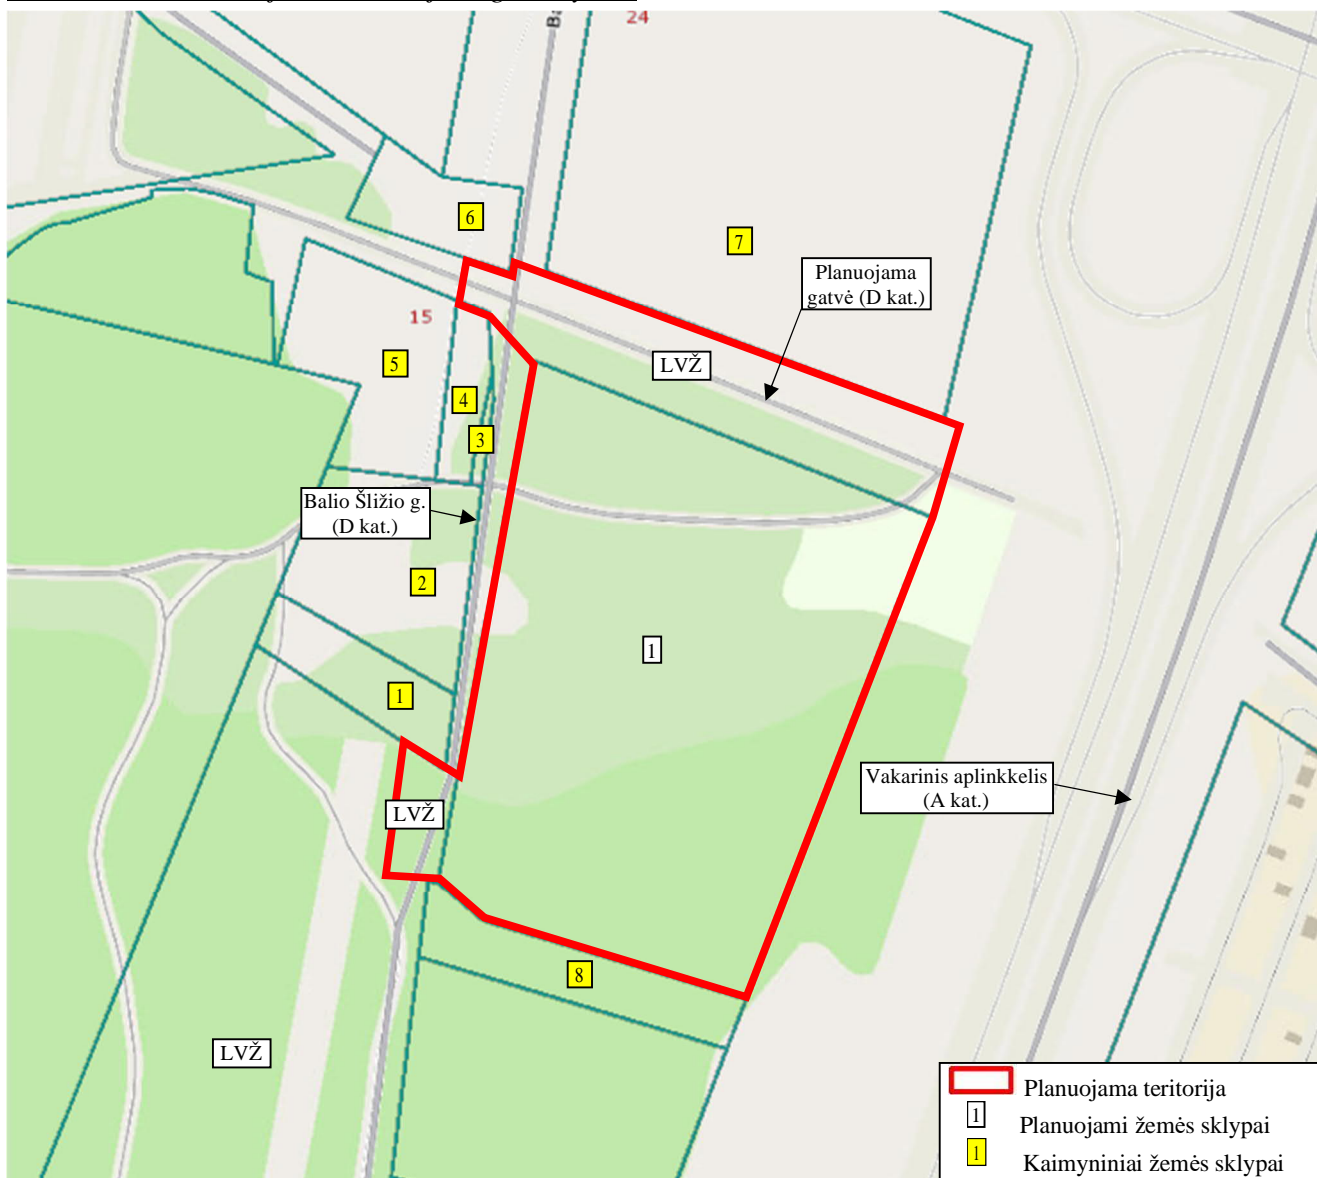 24
Ba
6
7
Planuojama
gatvė (D kat.)
15
5
LVŽ
4
3
Balio Šližio g.
(D kat.)
2
1
1
Vakarinis aplinkkelis
(A kat.)
LVŽ
8
LVŽ
Planuojama teritorija
1 Planuojami žemės sklypai
1 Kaimyniniai žemės sklypai